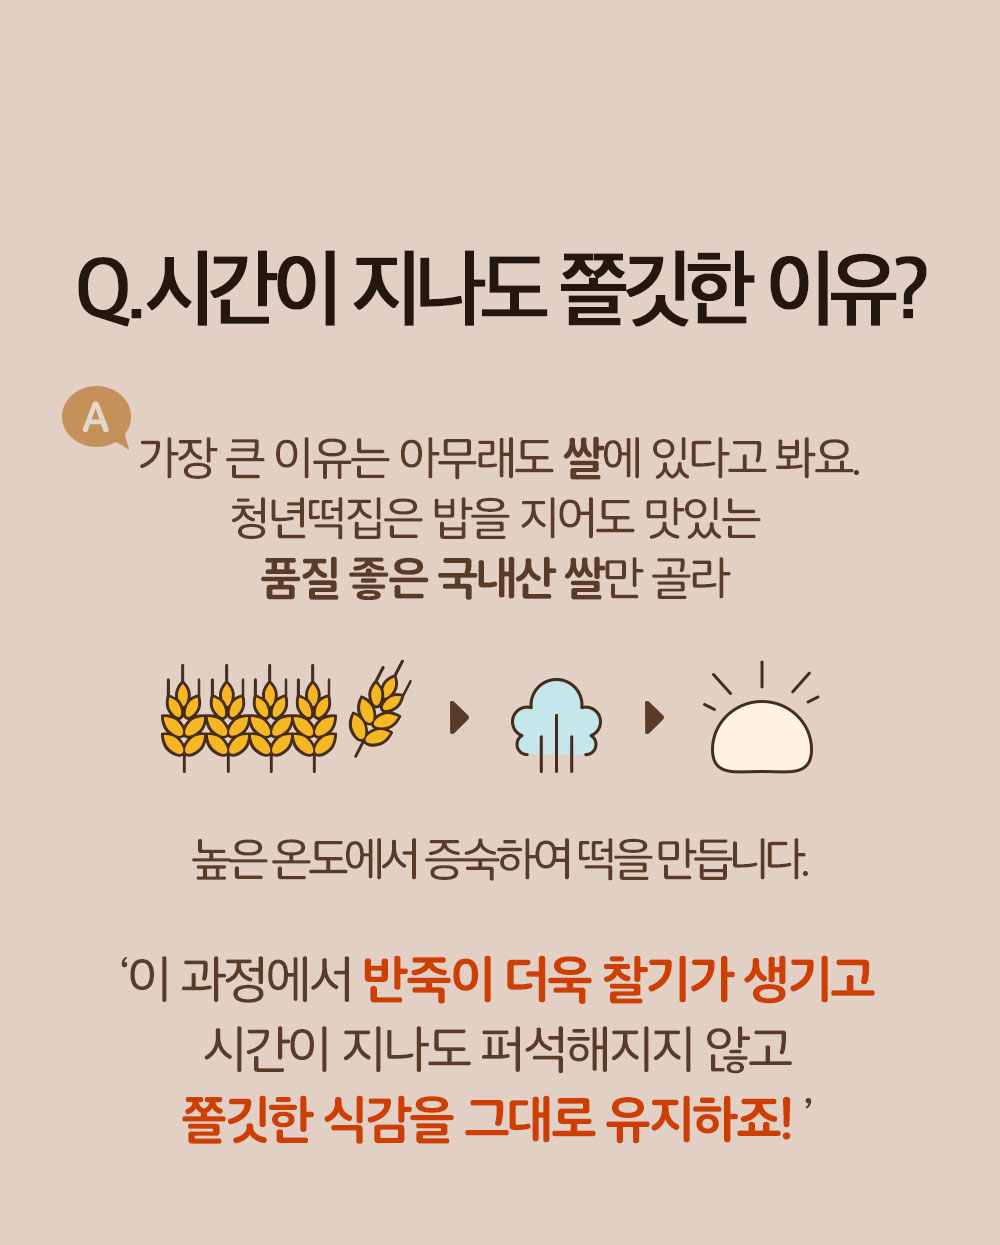 Q. 시간이 지나도 쫄깃한 이유?
A
가장 큰 이유는 아무래도 쌀에 있다고 봐요.
청년떡집은 밥을 지어도 맛있는
품질 좋은 국내산 쌀만 골라
높은 온도에서 증숙하여 떡을 만듭니다.
‘이 과정에서 반죽이 더욱 찰기가 생기고
시간이 지나도 퍼석해지지 않고
쫄깃한 식감을 그대로 유지하죠! ’